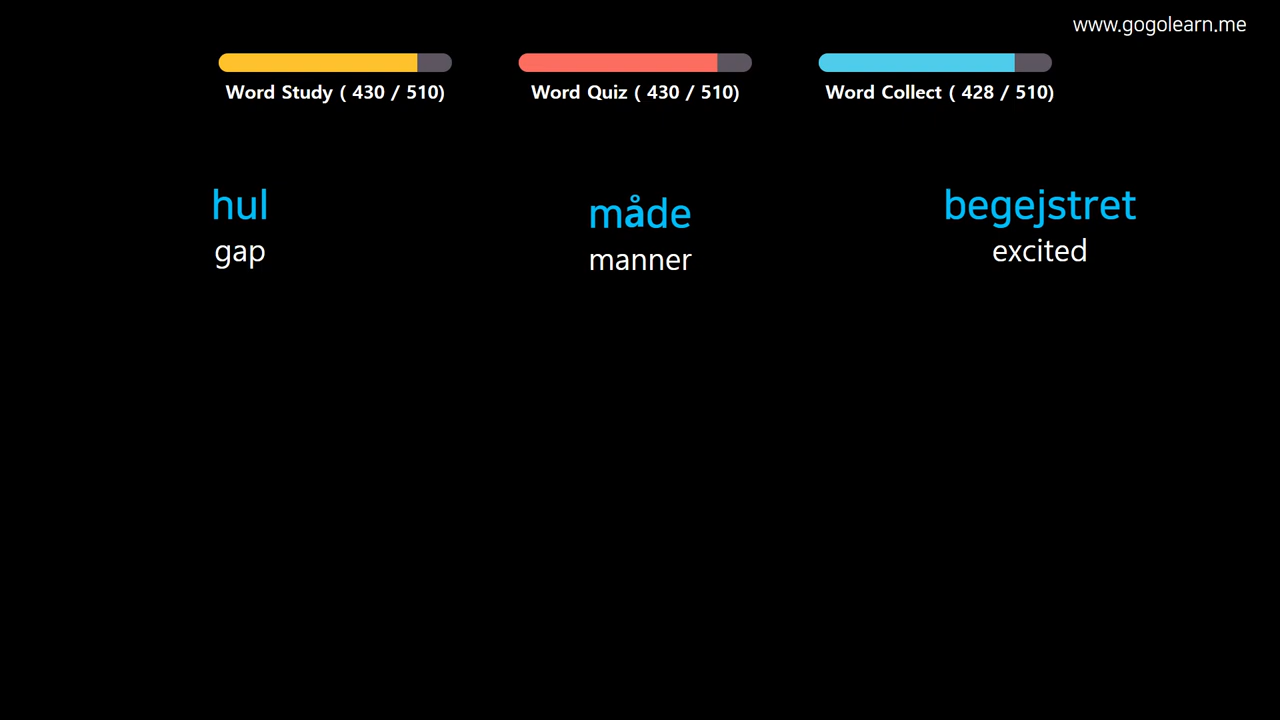 www.gogolearn.me
Word Study ( 430 / 510)
Word Quiz ( 430 / 510)
Word Collect ( 428 / 510)
hul
gap
måde
manner
begejstret
excited